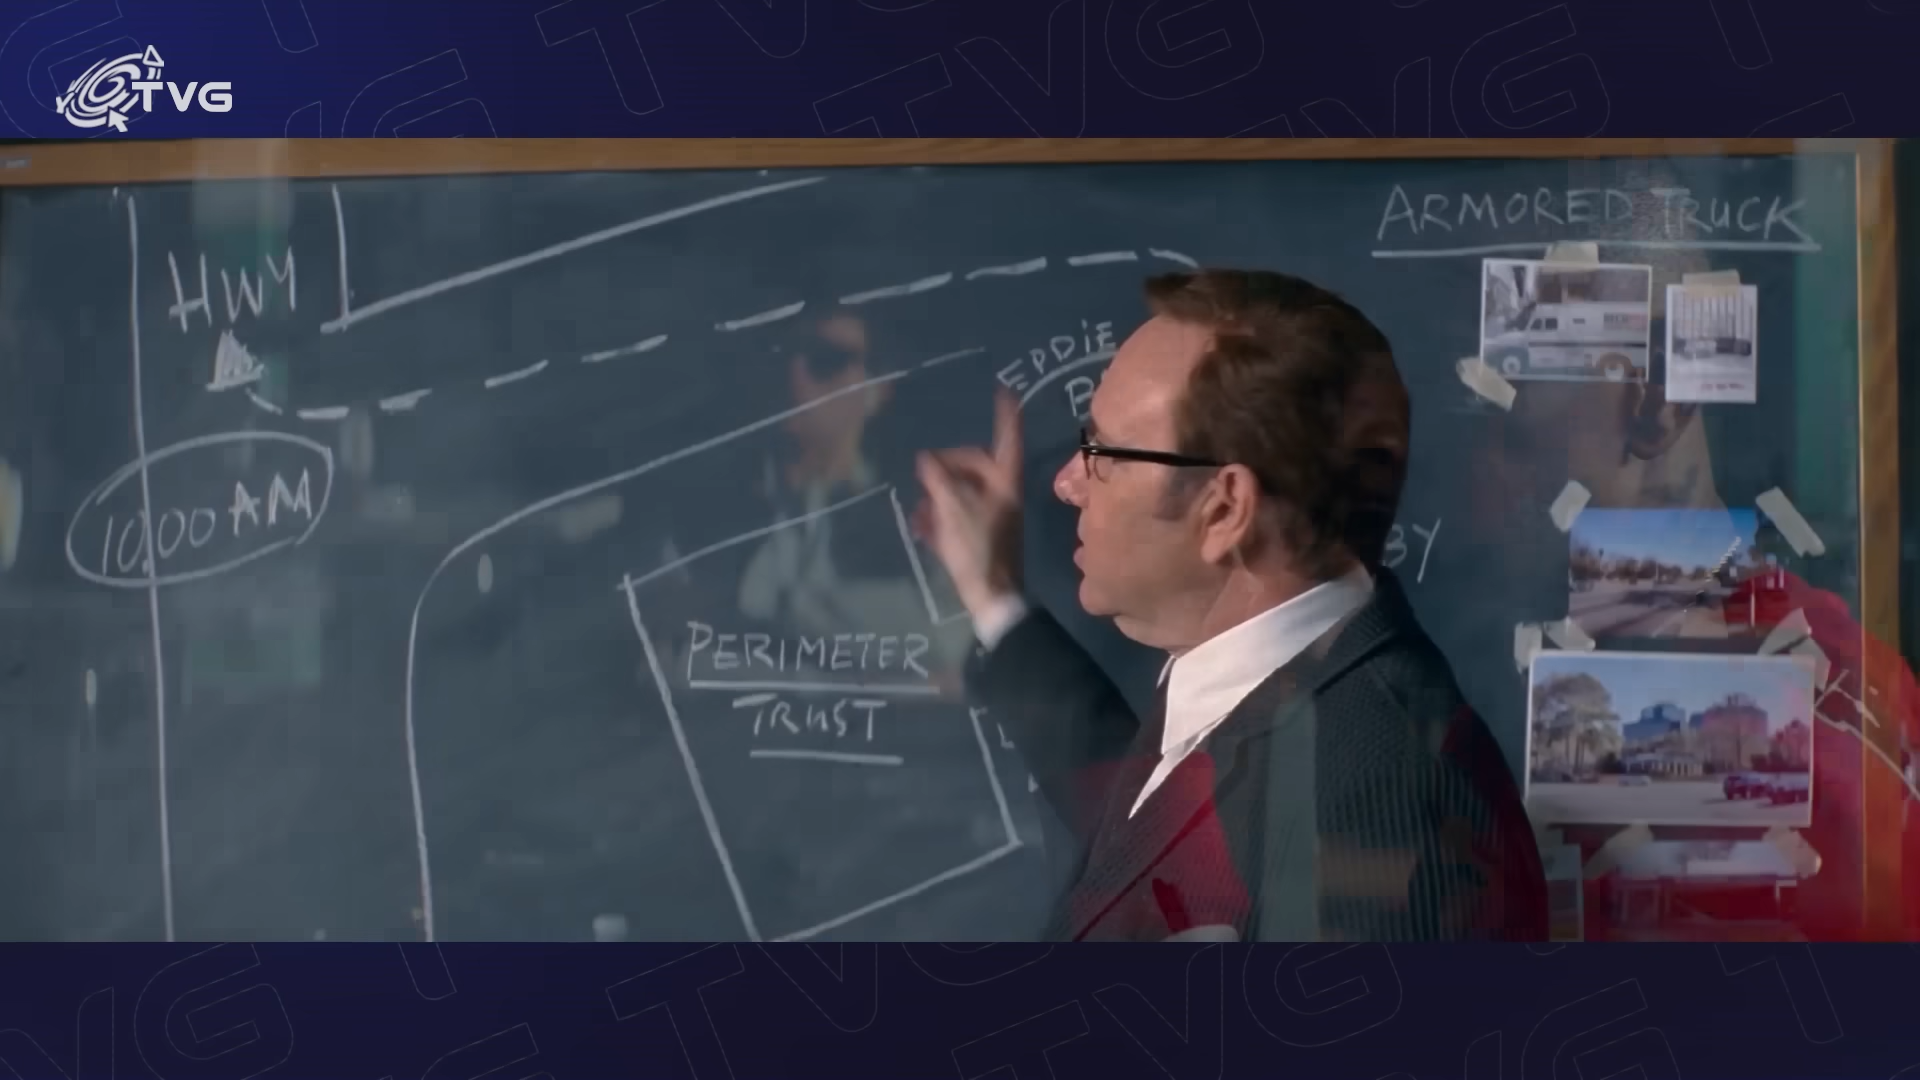 TVG
ARMORED TRUCK
HWY
EDDIE
10:00 AM
BY
PERIMETER
TRUST